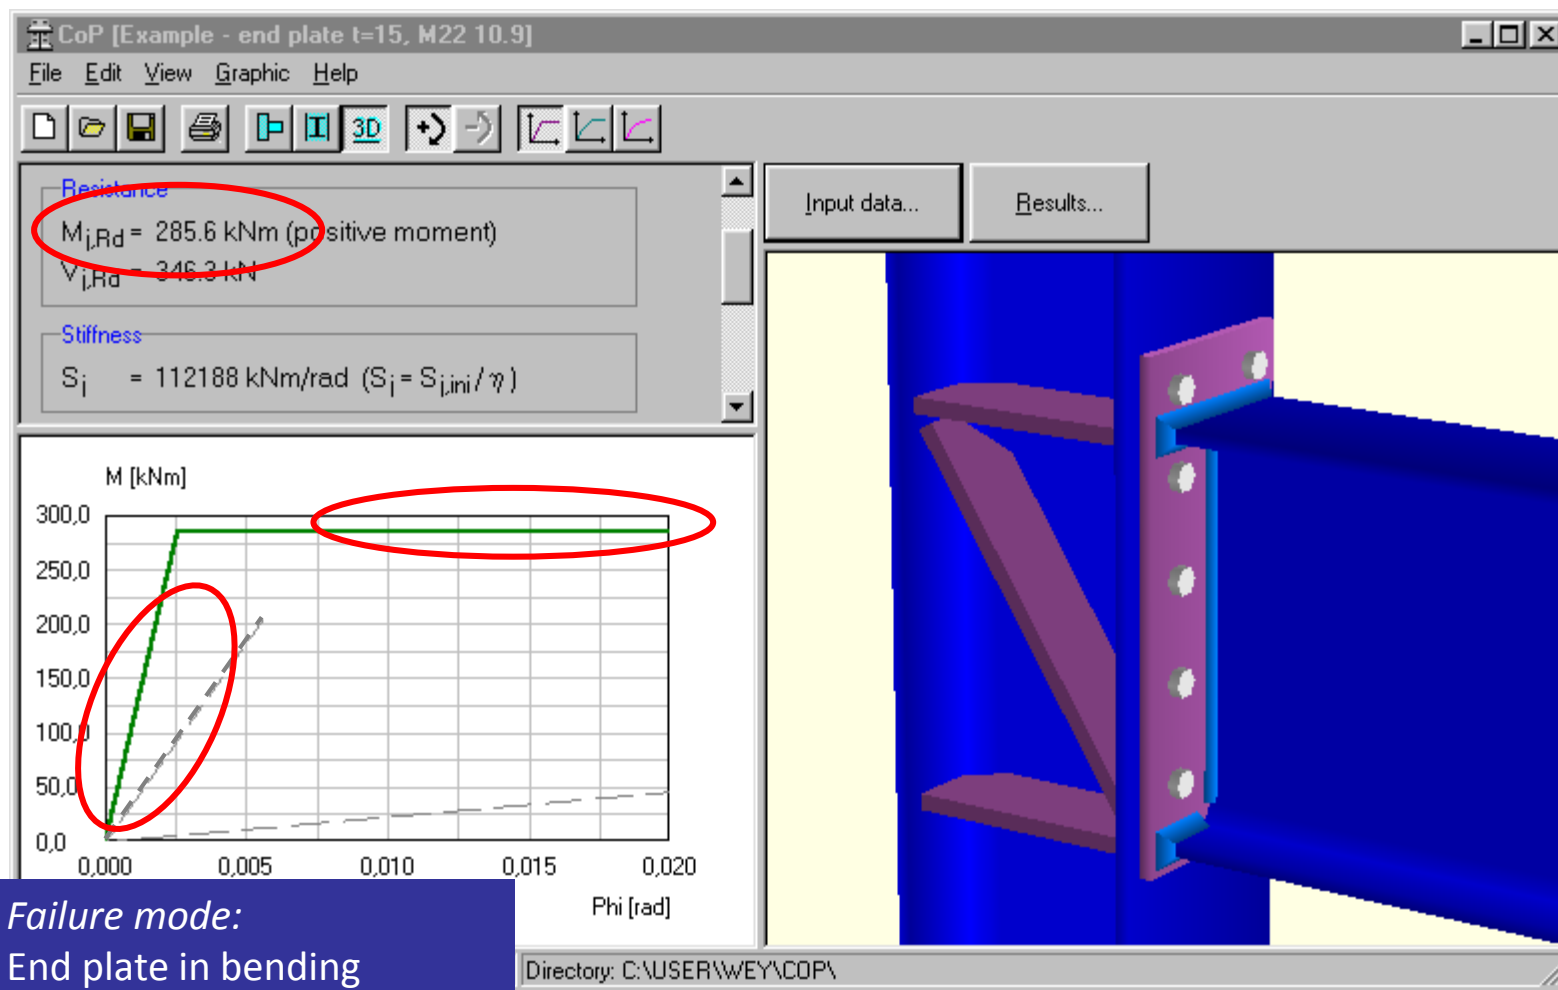 CoP [Example - end plate t=15, M22 10.9]
File Edit View Graphic Help
3D
Resistance
Mj,Rd = 285.6 kNm (positive moment)
Vj,Rd = 346.3 kN
Stiffness
Sj = 112188 kNm/rad (Sj = Sj,ini / η )
Input data... Results...
M [kNm]
300,0
250,0
200,0
150,0
100,0
50,0
0,0
0,000 0,005 0,010 0,015 0,020
Phi [rad]
Failure mode:
End plate in bending
Directory: C:\USER\WEY\COP\